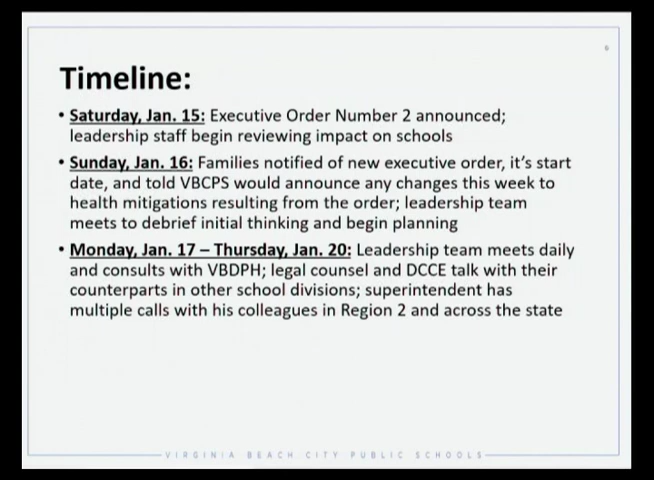 6
Timeline:
• Saturday, Jan. 15: Executive Order Number 2 announced;
leadership staff begin reviewing impact on schools
• Sunday, Jan. 16: Families notified of new executive order, it's start
date, and told VBCPS would announce any changes this week to
health mitigations resulting from the order; leadership team
meets to debrief initial thinking and begin planning
• Monday, Jan. 17 – Thursday, Jan. 20: Leadership team meets daily
and consults with VBDPH; legal counsel and DCCE talk with their
counterparts in other school divisions; superintendent has
multiple calls with his colleagues in Region 2 and across the state
VIRGINIA BEACH CITY PUBLIC SCHOOLS